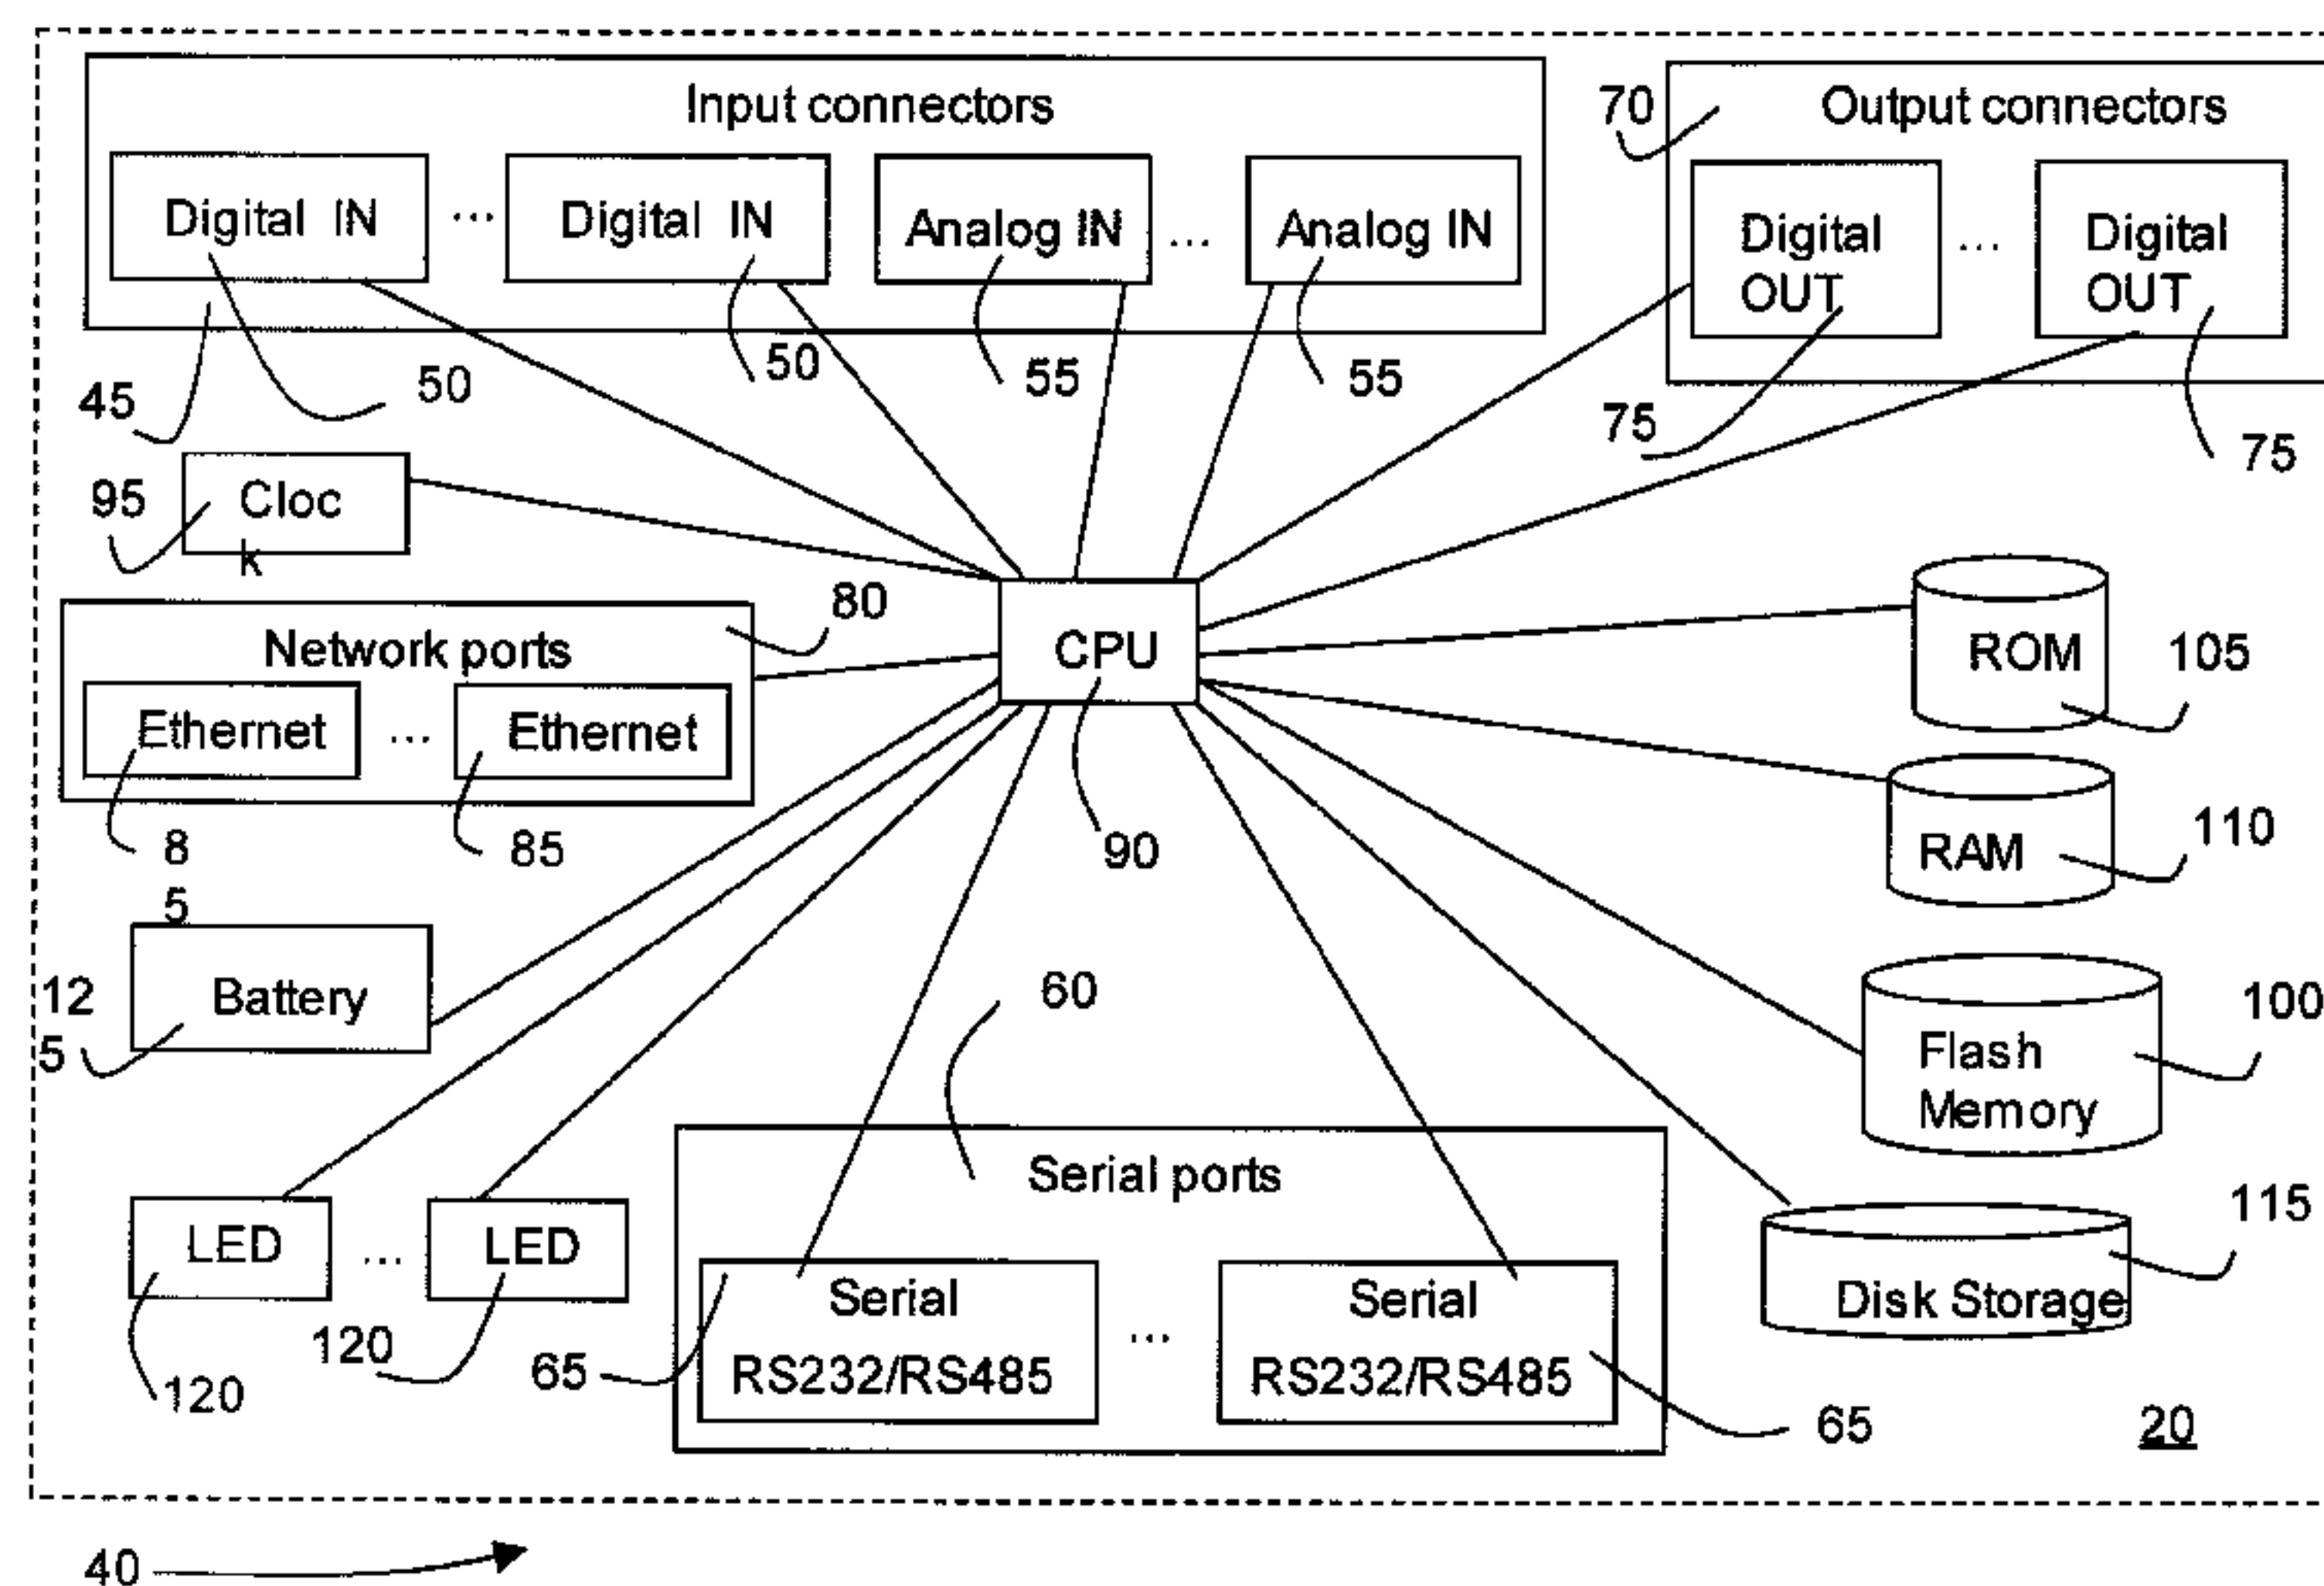 Input connectors
70
Output connectors
Digital IN
...
Digital IN
Analog IN
...
Analog IN
Digital
OUT
...
Digital
OUT
45
50
50
55
55
75
75
95
Cloc
k
80
Network ports
Ethernet
...
Ethernet
8
5
85
CPU
90
ROM
105
RAM
110
12
5
Battery
60
Flash
Memory
100
LED
...
LED
120
120
Serial ports
65
Serial
RS232/RS485
...
Serial
RS232/RS485
65
Disk Storage
115
20
40